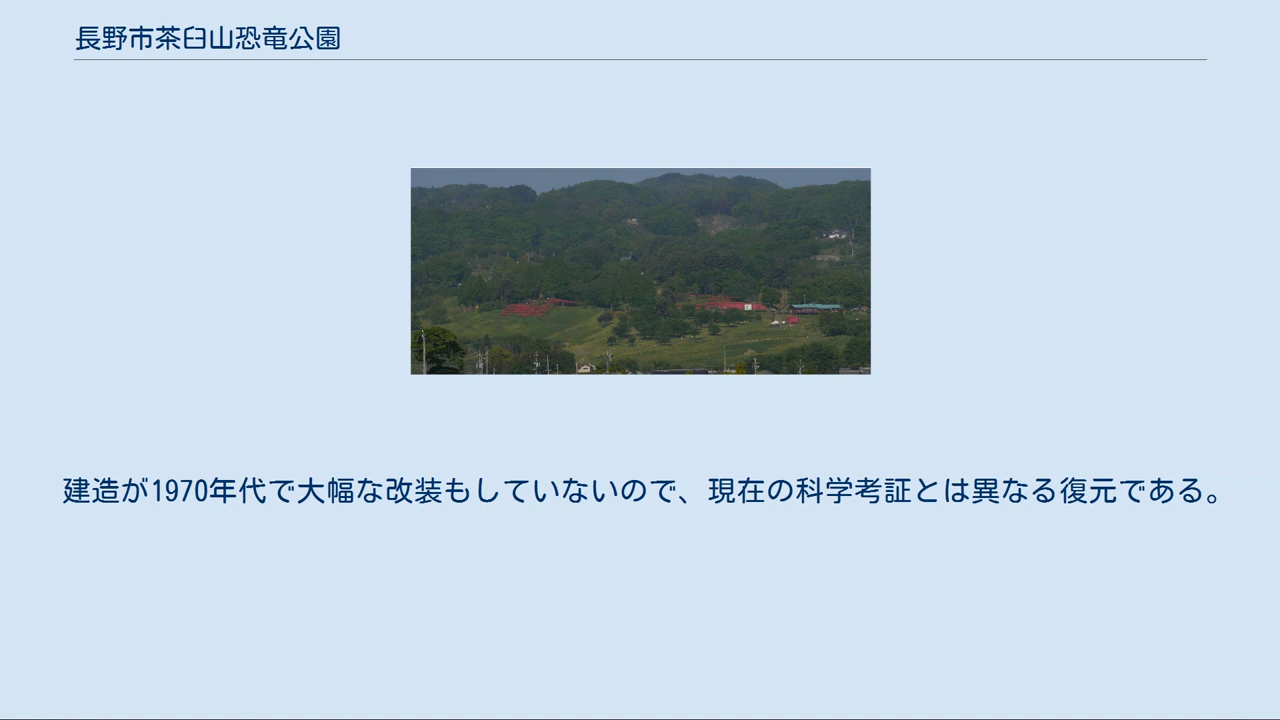 長野市茶臼山恐竜公園
建造が1970年代で大幅な改装もしていないので、現在の科学考証とは異なる復元である。